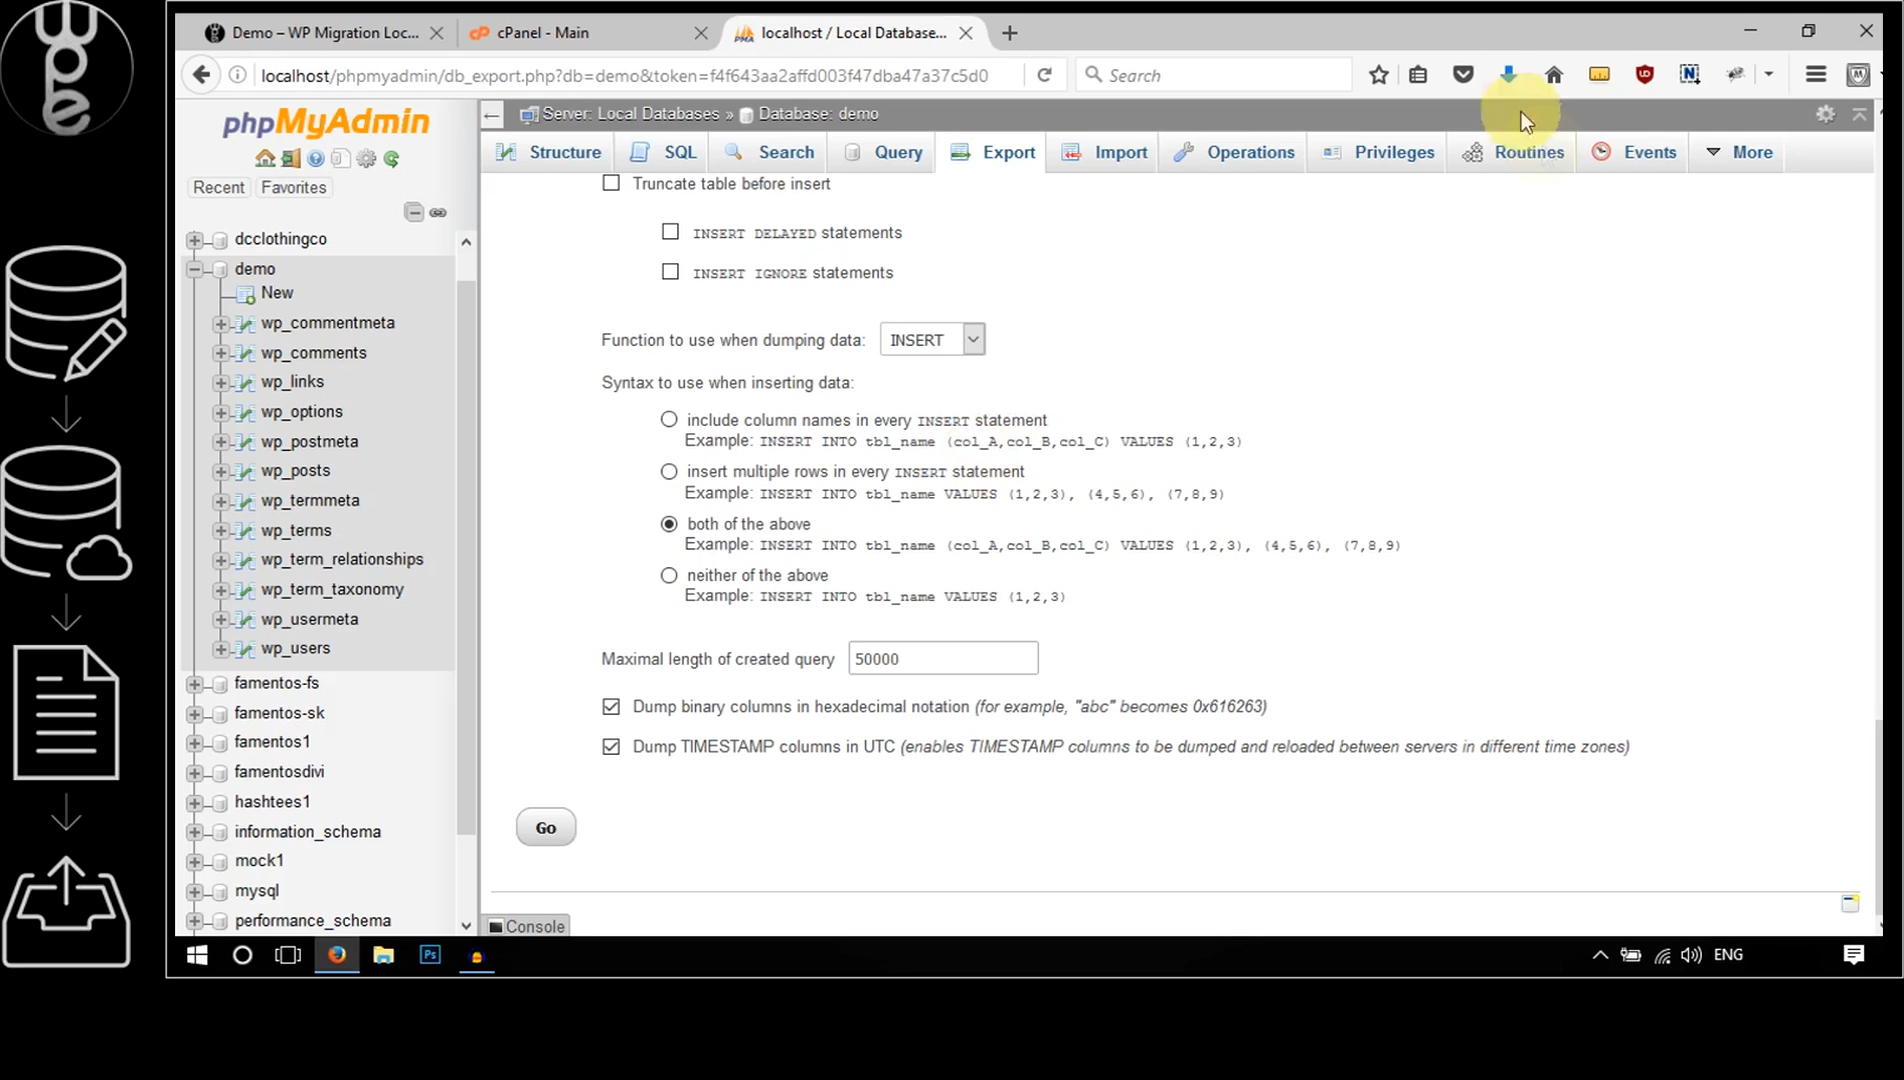 wpe
Demo – WP Migration Loc...
cPanel - Main
localhost / Local Database...
localhost/phpmyadmin/db_export.php?db=demo&token=f4f643aa2affd003f47dba47a37c5d0
Search
phpMyAdmin
Recent
Favorites
dcclothingco
demo
New
wp_commentmeta
wp_comments
wp_links
wp_options
wp_postmeta
wp_posts
wp_termmeta
wp_terms
wp_term_relationships
wp_term_taxonomy
wp_usermeta
wp_users
famentos-fs
famentos-sk
famentos1
famentosdivi
hashtees1
information_schema
mock1
mysql
performance_schema
Server: Local Databases » Database: demo
Structure SQL Search Query Export Import Operations Privileges Routines Events More
Truncate table before insert
INSERT DELAYED statements
INSERT IGNORE statements
Function to use when dumping data: INSERT
Syntax to use when inserting data:
include column names in every INSERT statement
Example: INSERT INTO tbl_name (col_A,col_B,col_C) VALUES (1,2,3)
insert multiple rows in every INSERT statement
Example: INSERT INTO tbl_name VALUES (1,2,3), (4,5,6), (7,8,9)
both of the above
Example: INSERT INTO tbl_name (col_A,col_B,col_C) VALUES (1,2,3), (4,5,6), (7,8,9)
neither of the above
Example: INSERT INTO tbl_name VALUES (1,2,3)
Maximal length of created query 50000
Dump binary columns in hexadecimal notation (for example, "abc" becomes 0x616263)
Dump TIMESTAMP columns in UTC (enables TIMESTAMP columns to be dumped and reloaded between servers in different time zones)
Go
Console
Ps
ENG